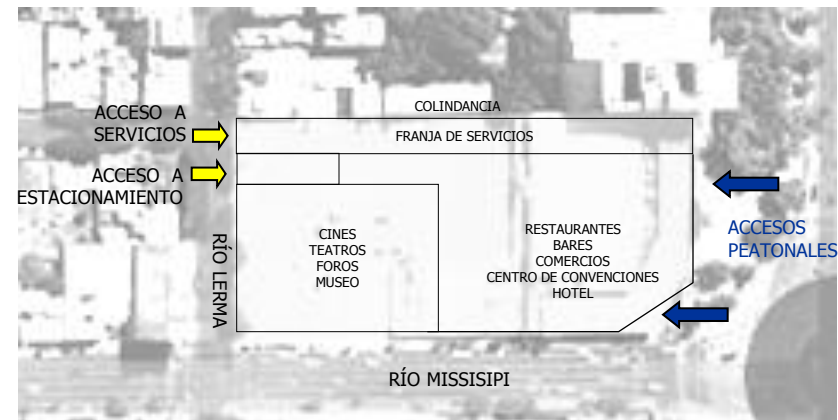 COLINDANCIA
ACCESO A
SERVICIOS
FRANJA DE SERVICIOS
ACCESO A
ESTACIONAMIENTO
CINES
TEATROS
FOROS
MUSEO
RESTAURANTES
BARES
COMERCIOS
CENTRO DE CONVENCIONES
HOTEL
ACCESOS
PEATONALES
RÍO LERMA
RÍO MISSISIPI